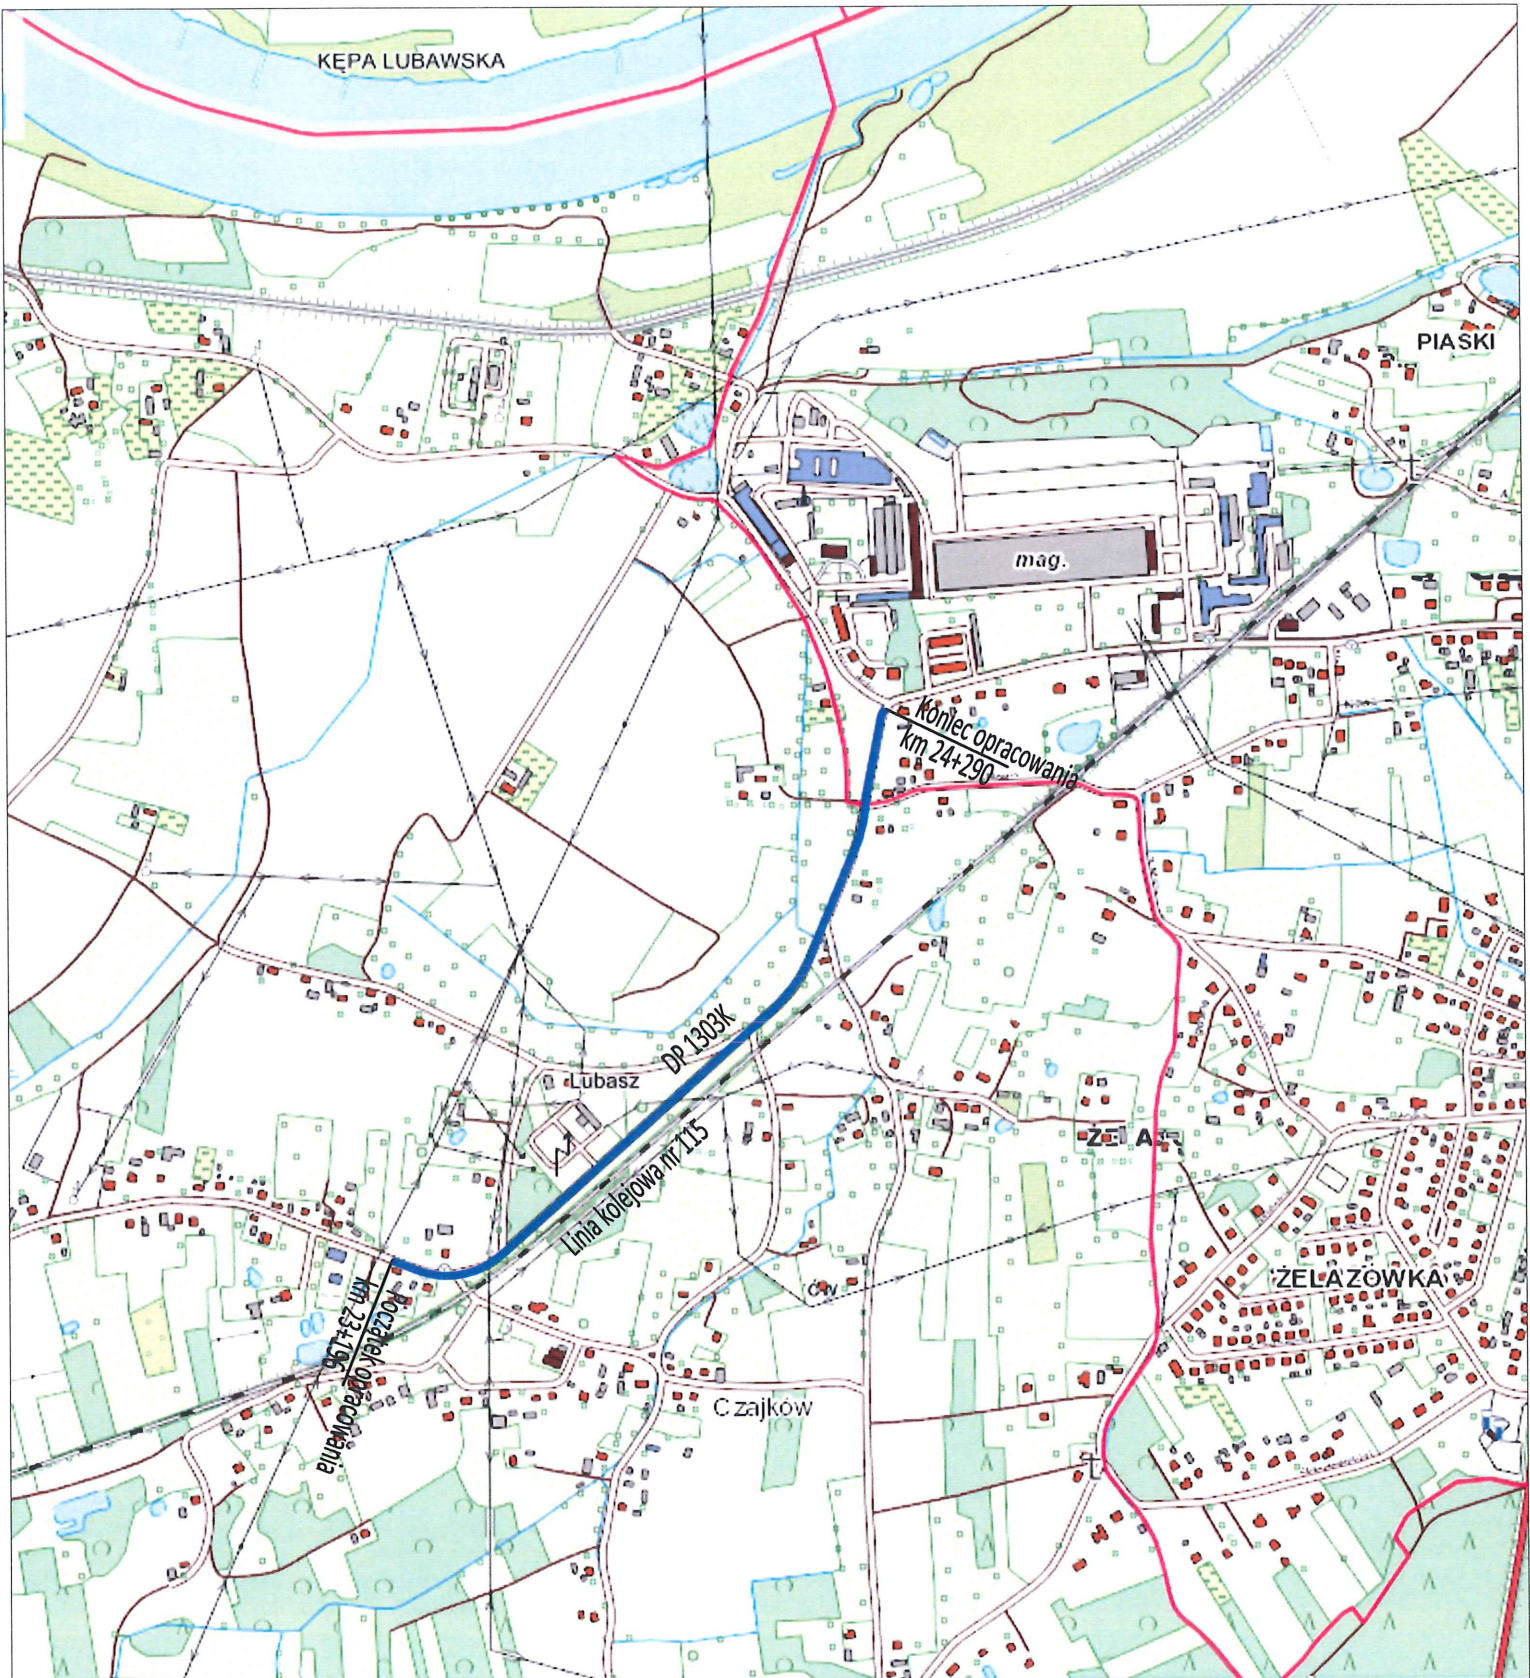 KĘPA LUBAWSKA
PIASKI
mag.
Koniec opracowania
km 24+290
DP 1303K
Lubasz
Linia kolejowa nr 115
ŻELAZÓWKA
ćw.
Początek opracowania
km 23+196
Czajków